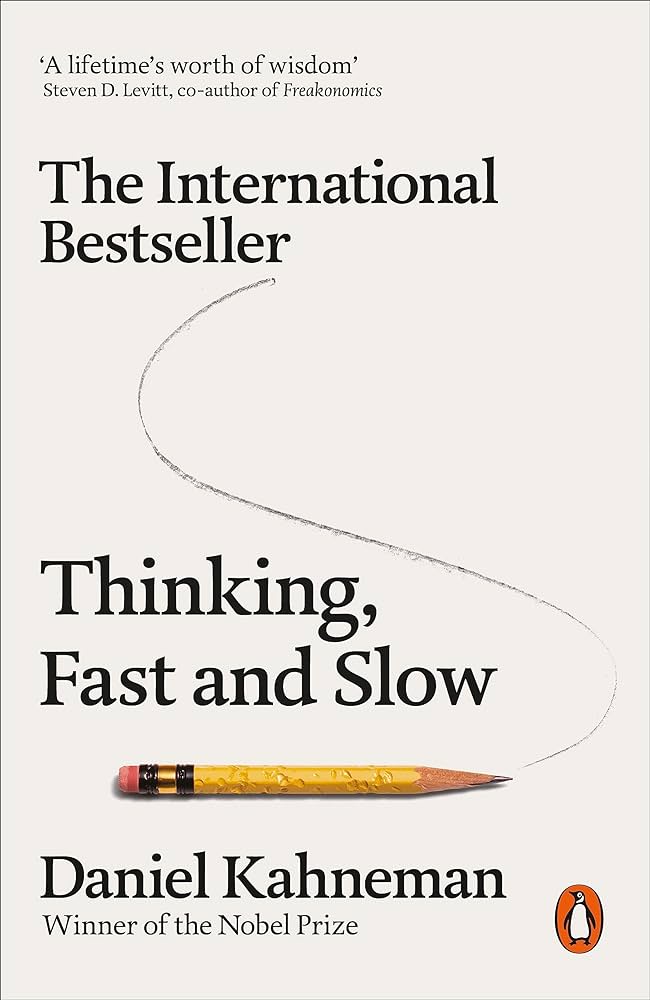 ‘A lifetime’s worth of wisdom’
Steven D. Levitt, co-author of Freakonomics
The International
Bestseller
Thinking,
Fast and Slow
Daniel Kahneman
Winner of the Nobel Prize